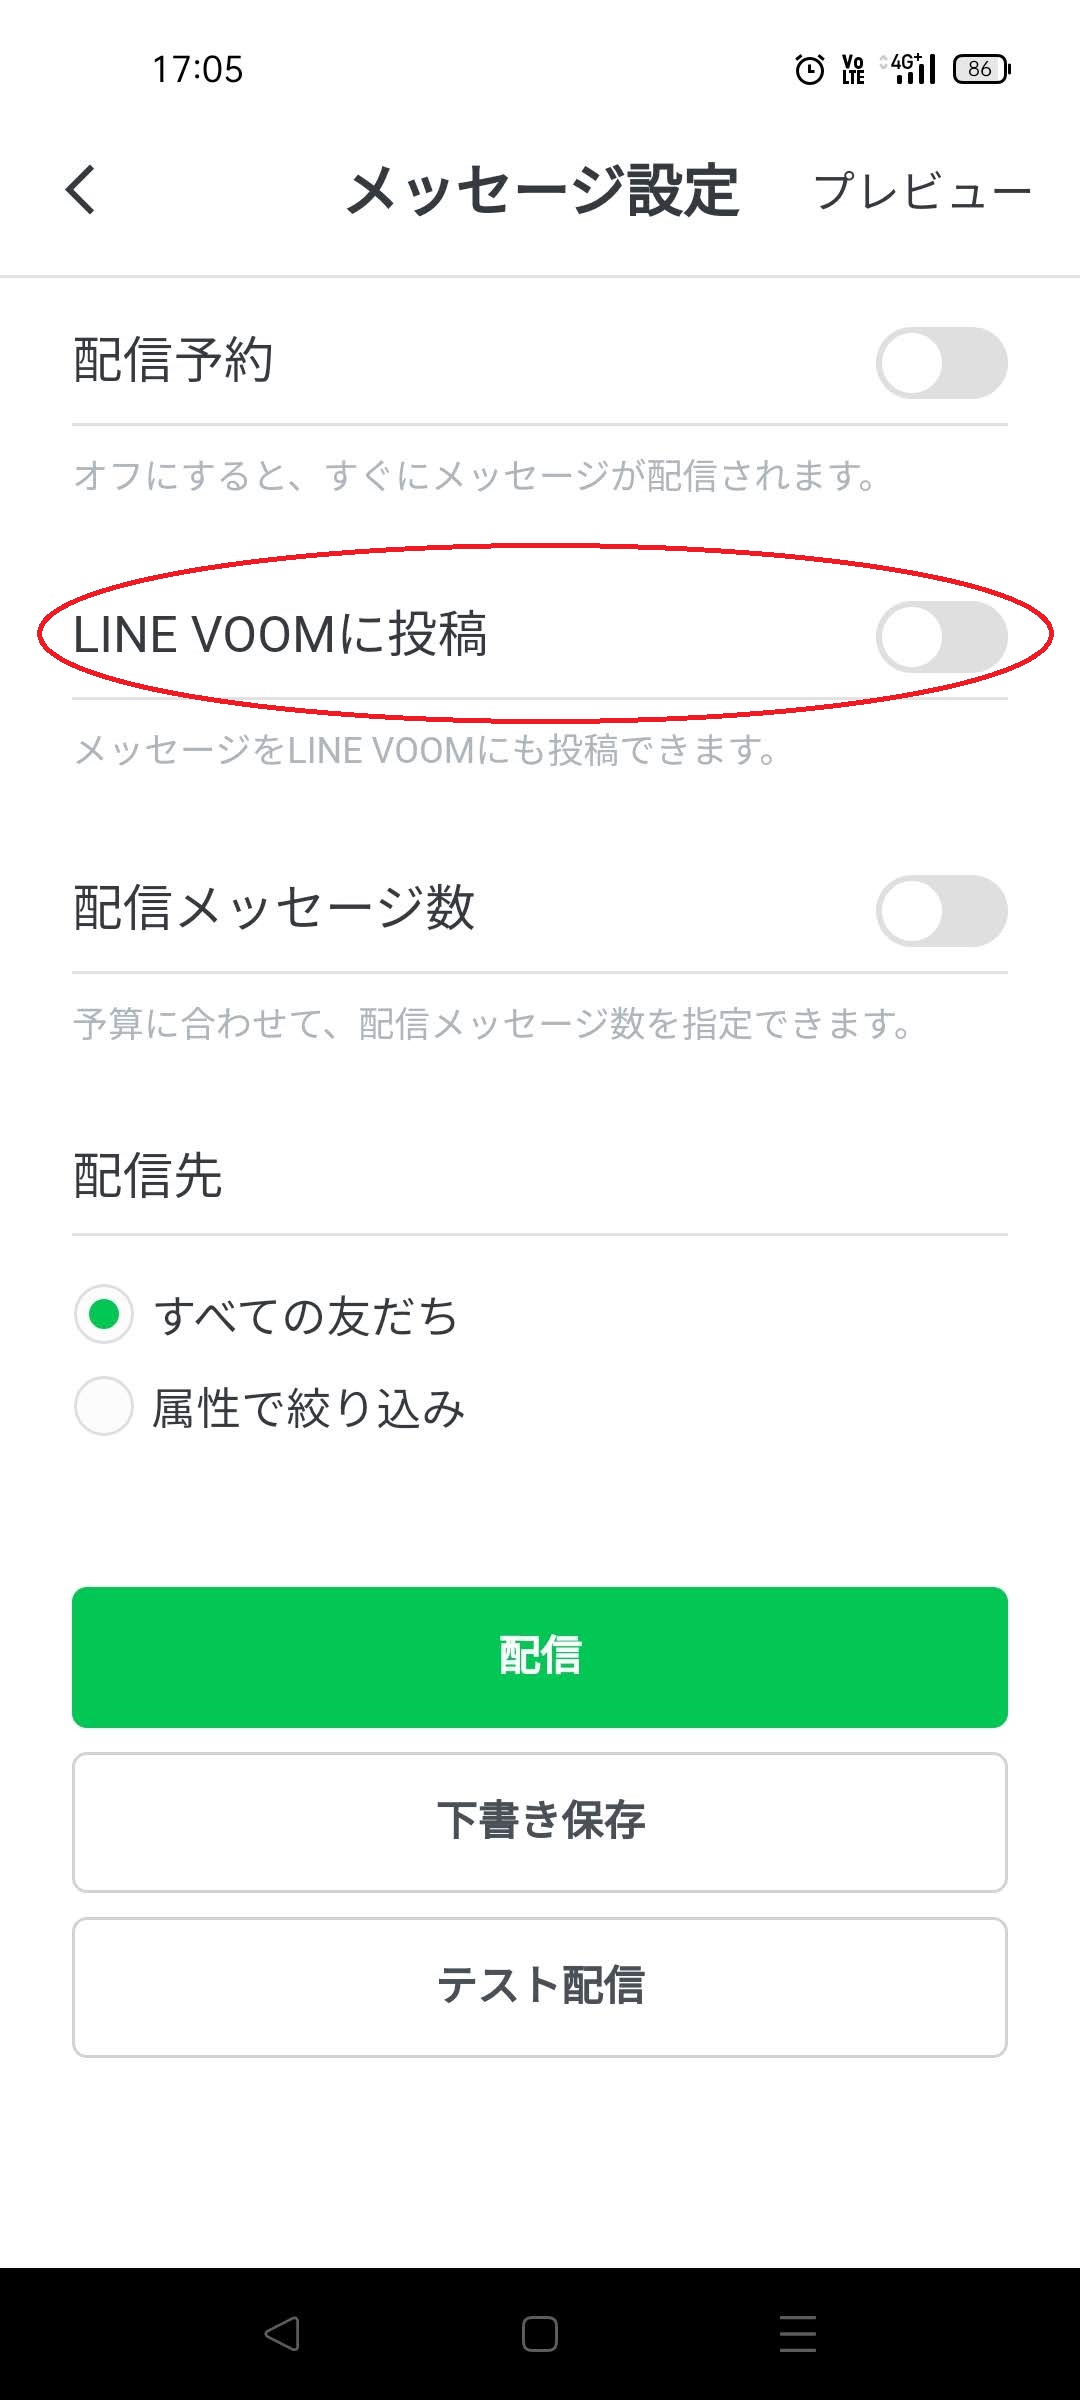 17:05
Vo LTE 4G+ 86
メッセージ設定 プレビュー
配信予約
オフにすると、すぐにメッセージが配信されます。
LINE VOOMに投稿
メッセージをLINE VOOMにも投稿できます。
配信メッセージ数
予算に合わせて、配信メッセージ数を指定できます。
配信先
すべての友だち
属性で絞り込み
配信
下書き保存
テスト配信